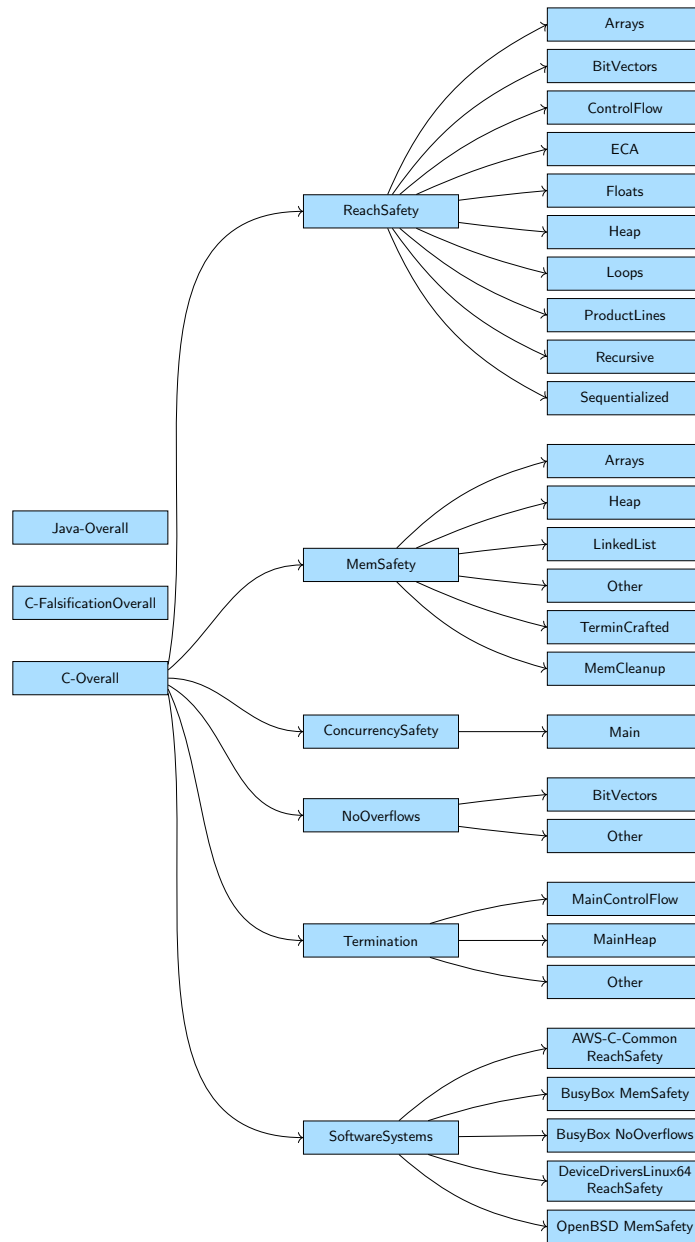 Java-Overall
C-FalsificationOverall
C-Overall
ReachSafety
Arrays
BitVectors
ControlFlow
ECA
Floats
Heap
Loops
ProductLines
Recursive
Sequentialized
MemSafety
Arrays
Heap
LinkedList
Other
TerminCrafted
MemCleanup
ConcurrencySafety
Main
NoOverflows
BitVectors
Other
Termination
MainControlFlow
MainHeap
Other
SoftwareSystems
AWS-C-Common
ReachSafety
BusyBox MemSafety
BusyBox NoOverflows
DeviceDriversLinux64
ReachSafety
OpenBSD MemSafety